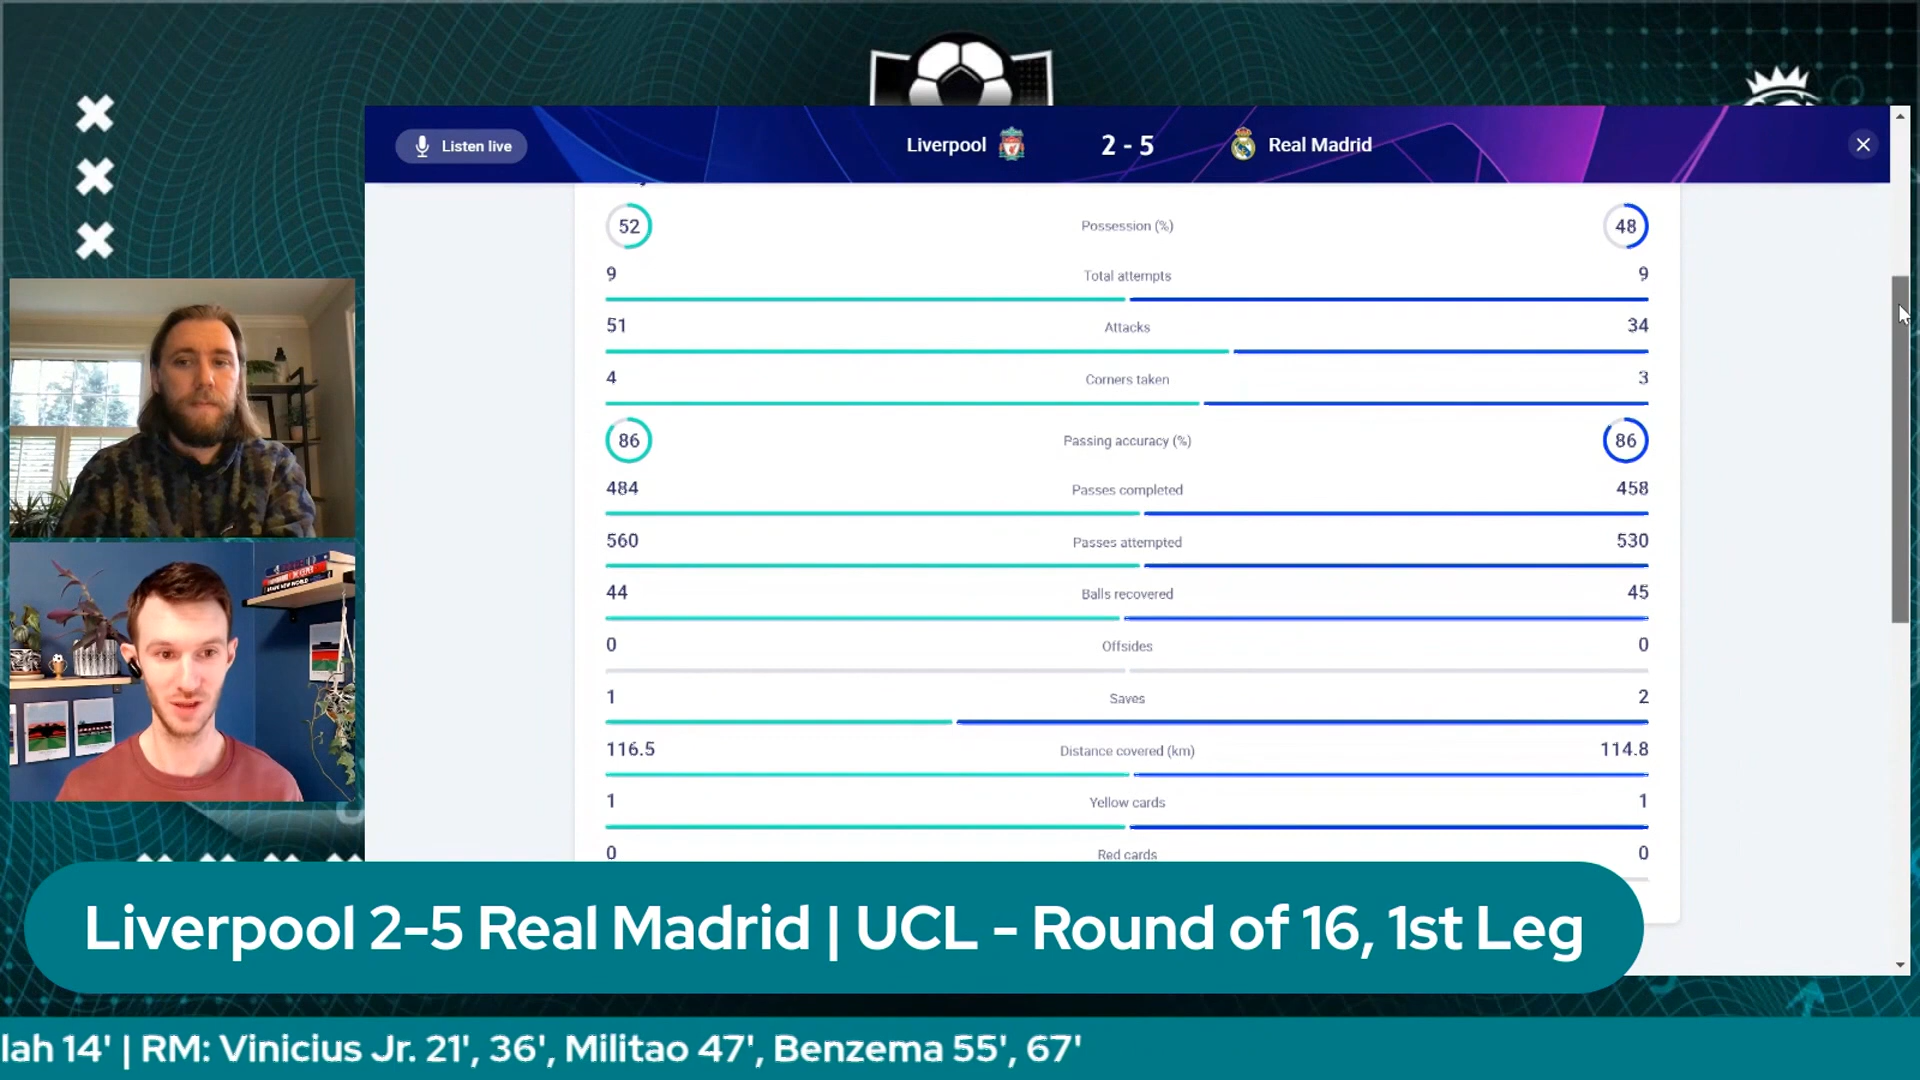 Listen live
Liverpool 2 - 5 Real Madrid
52 Possession (%) 48
9 Total attempts 9
51 Attacks 34
4 Corners taken 3
86 Passing accuracy (%) 86
484 Passes completed 458
560 Passes attempted 530
44 Balls recovered 45
0 Offsides 0
1 Saves 2
116.5 Distance covered (km) 114.8
1 Yellow cards 1
0 Red cards 0
Liverpool 2-5 Real Madrid | UCL - Round of 16, 1st Leg
lah 14' | RM: Vinicius Jr. 21', 36', Militao 47', Benzema 55', 67'